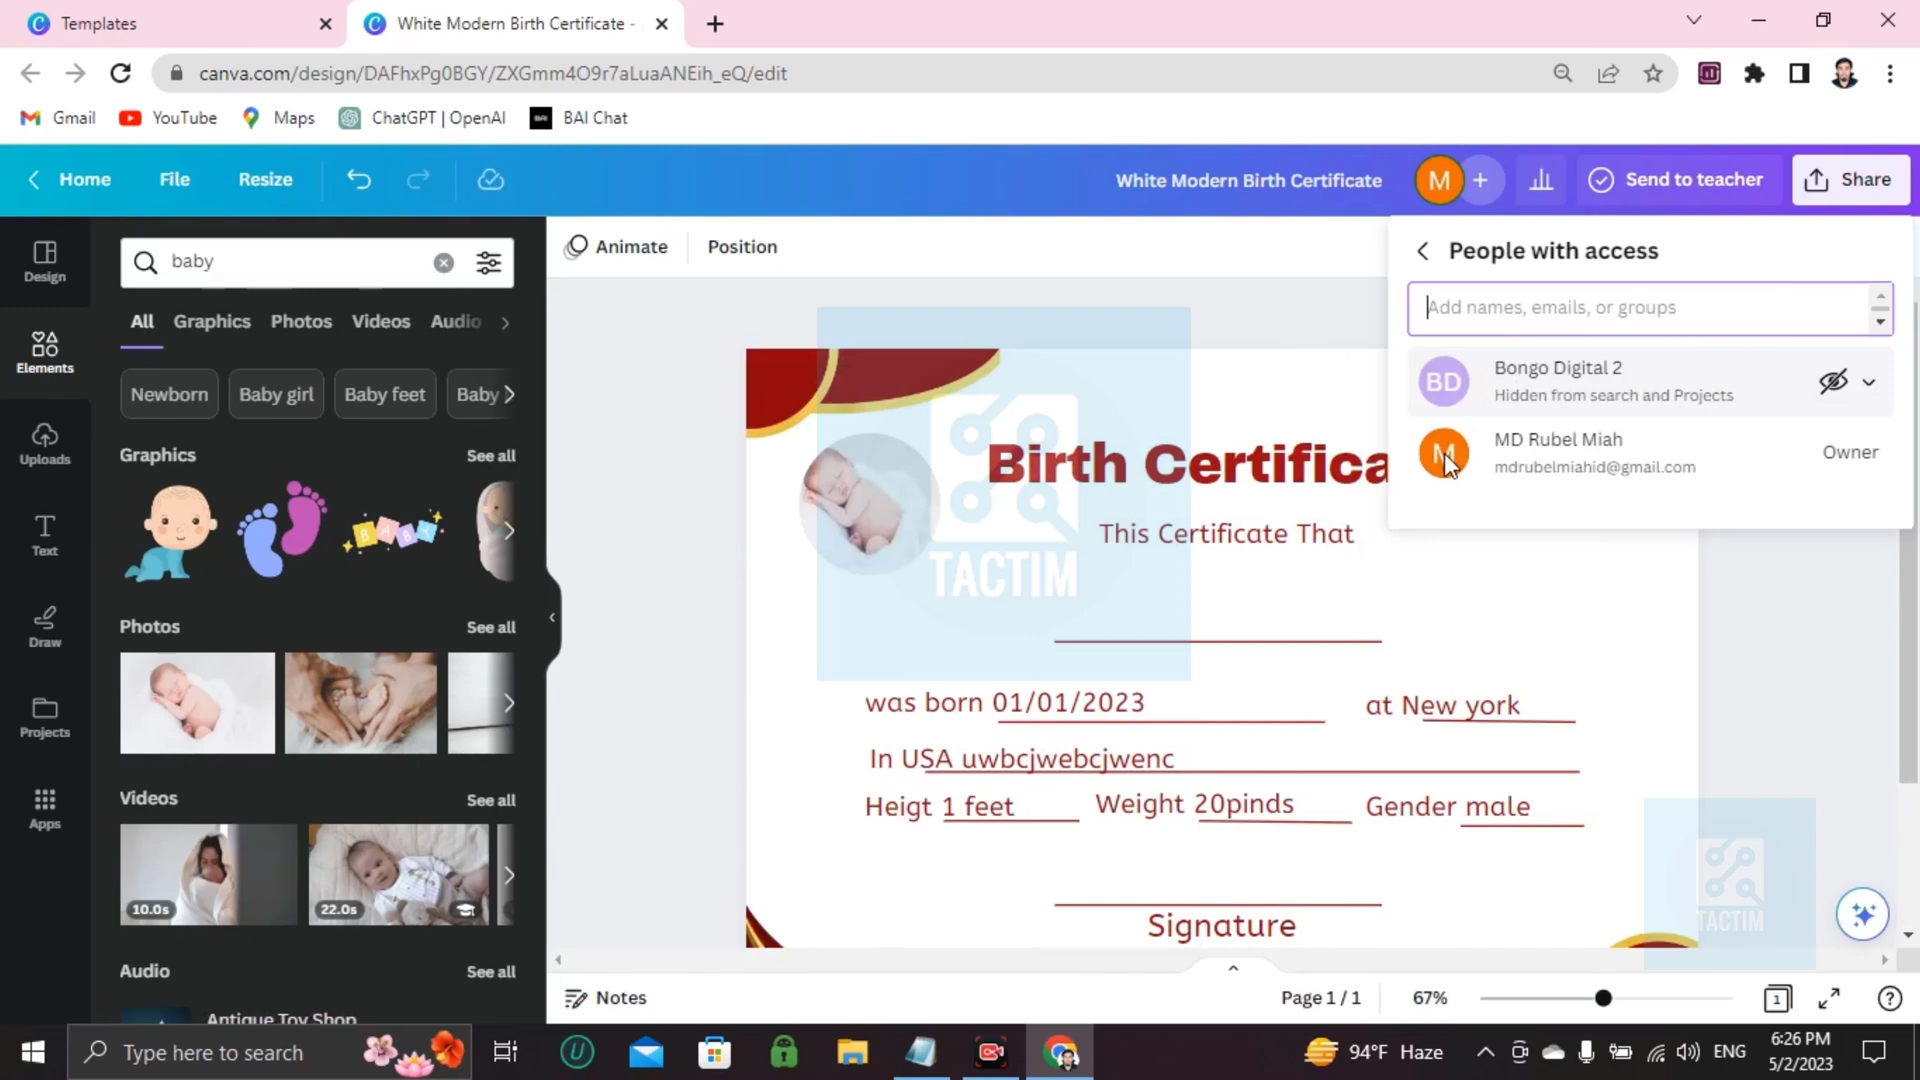 Templates
White Modern Birth Certificate -
canva.com/design/DAFhxPg0BGY/ZXGmm4O9r7aLuaANEih_eQ/edit
Gmail
YouTube
Maps
ChatGPT | OpenAI
BAI Chat
Home
File
Resize
White Modern Birth Certificate
M
Send to teacher
Share
Design
Elements
Uploads
Text
Draw
Projects
Apps
baby
All
Graphics
Photos
Videos
Audio
Newborn
Baby girl
Baby feet
Baby
Graphics
See all
BABY
Photos
See all
Videos
See all
10.0s
22.0s
Audio
See all
Antique Toy Shop
Animate
Position
People with access
Add names, emails, or groups
BD
Bongo Digital 2
Hidden from search and Projects
M
MD Rubel Miah
mdrubelmiahid@gmail.com
Owner
Birth Certifica
This Certificate That
TACTIM
was born 01/01/2023
at New york
In USA uwbcjwebcjwenc
Heigt 1 feet
Weight 20pinds
Gender male
Signature
TACTIM
Notes
Page 1 / 1
67%
1
Type here to search
94°F Haze
ENG
6:26 PM
5/2/2023